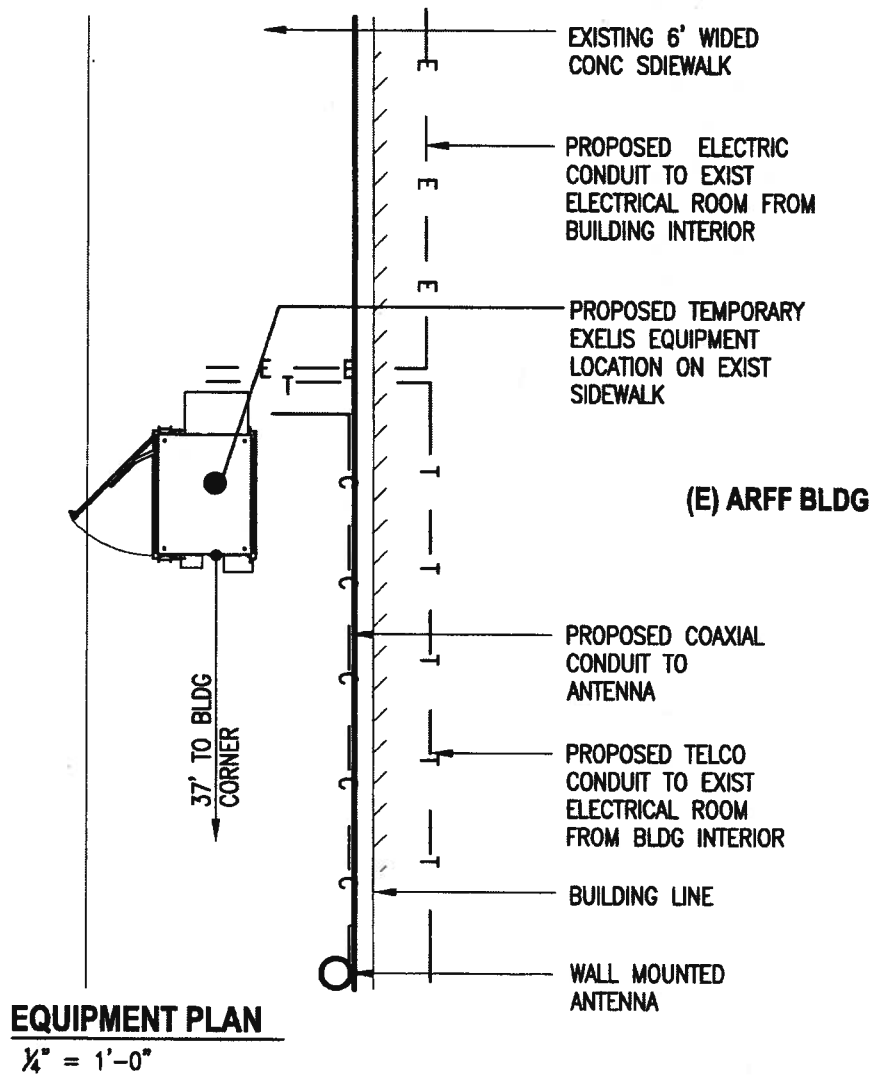 EXISTING 6' WIDED
CONC SDIEWALK
PROPOSED ELECTRIC
CONDUIT TO EXIST
ELECTRICAL ROOM FROM
BUILDING INTERIOR
PROPOSED TEMPORARY
EXELIS EQUIPMENT
LOCATION ON EXIST
SIDEWALK
(E) ARFF BLDG
PROPOSED COAXIAL
CONDUIT TO
ANTENNA
PROPOSED TELCO
CONDUIT TO EXIST
ELECTRICAL ROOM
FROM BLDG INTERIOR
BUILDING LINE
WALL MOUNTED
ANTENNA
37' TO BLDG
CORNER
E
E
E
E
E
T
T
T
T
T
T
C
C
C
C
C
EQUIPMENT PLAN
¼" = 1'-0"